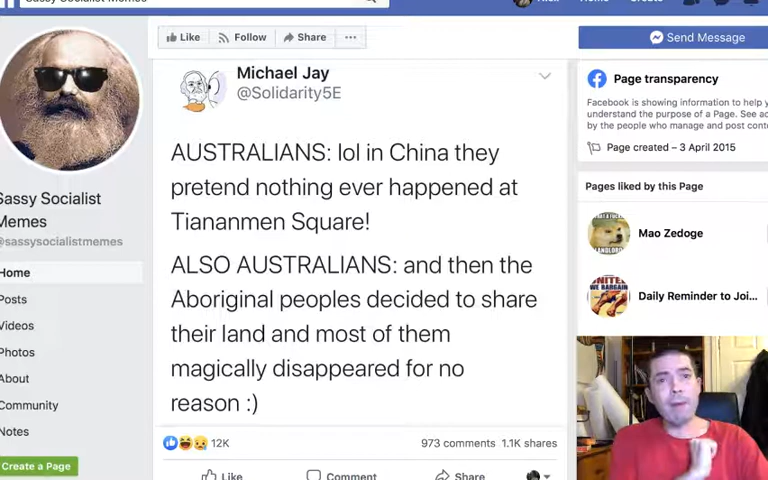 Sassy Socialist Memes
Home
Create
Like
Follow
Share
Send Message
Michael Jay
@Solidarity5E
AUSTRALIANS: lol in China they
pretend nothing ever happened at
Tiananmen Square!
ALSO AUSTRALIANS: and then the
Aboriginal peoples decided to share
their land and most of them
magically disappeared for no
reason :)
12K
973 comments 1.1K shares
Like
Comment
Share
Sassy Socialist
Memes
@sassysocialistmemes
Home
Posts
Videos
Photos
About
Community
Notes
Create a Page
Page transparency
Facebook is showing information to help y
understand the purpose of a Page. See ac
by the people who manage and post conte
Page created – 3 April 2015
Pages liked by this Page
Mao Zedoge
Daily Reminder to Joi...